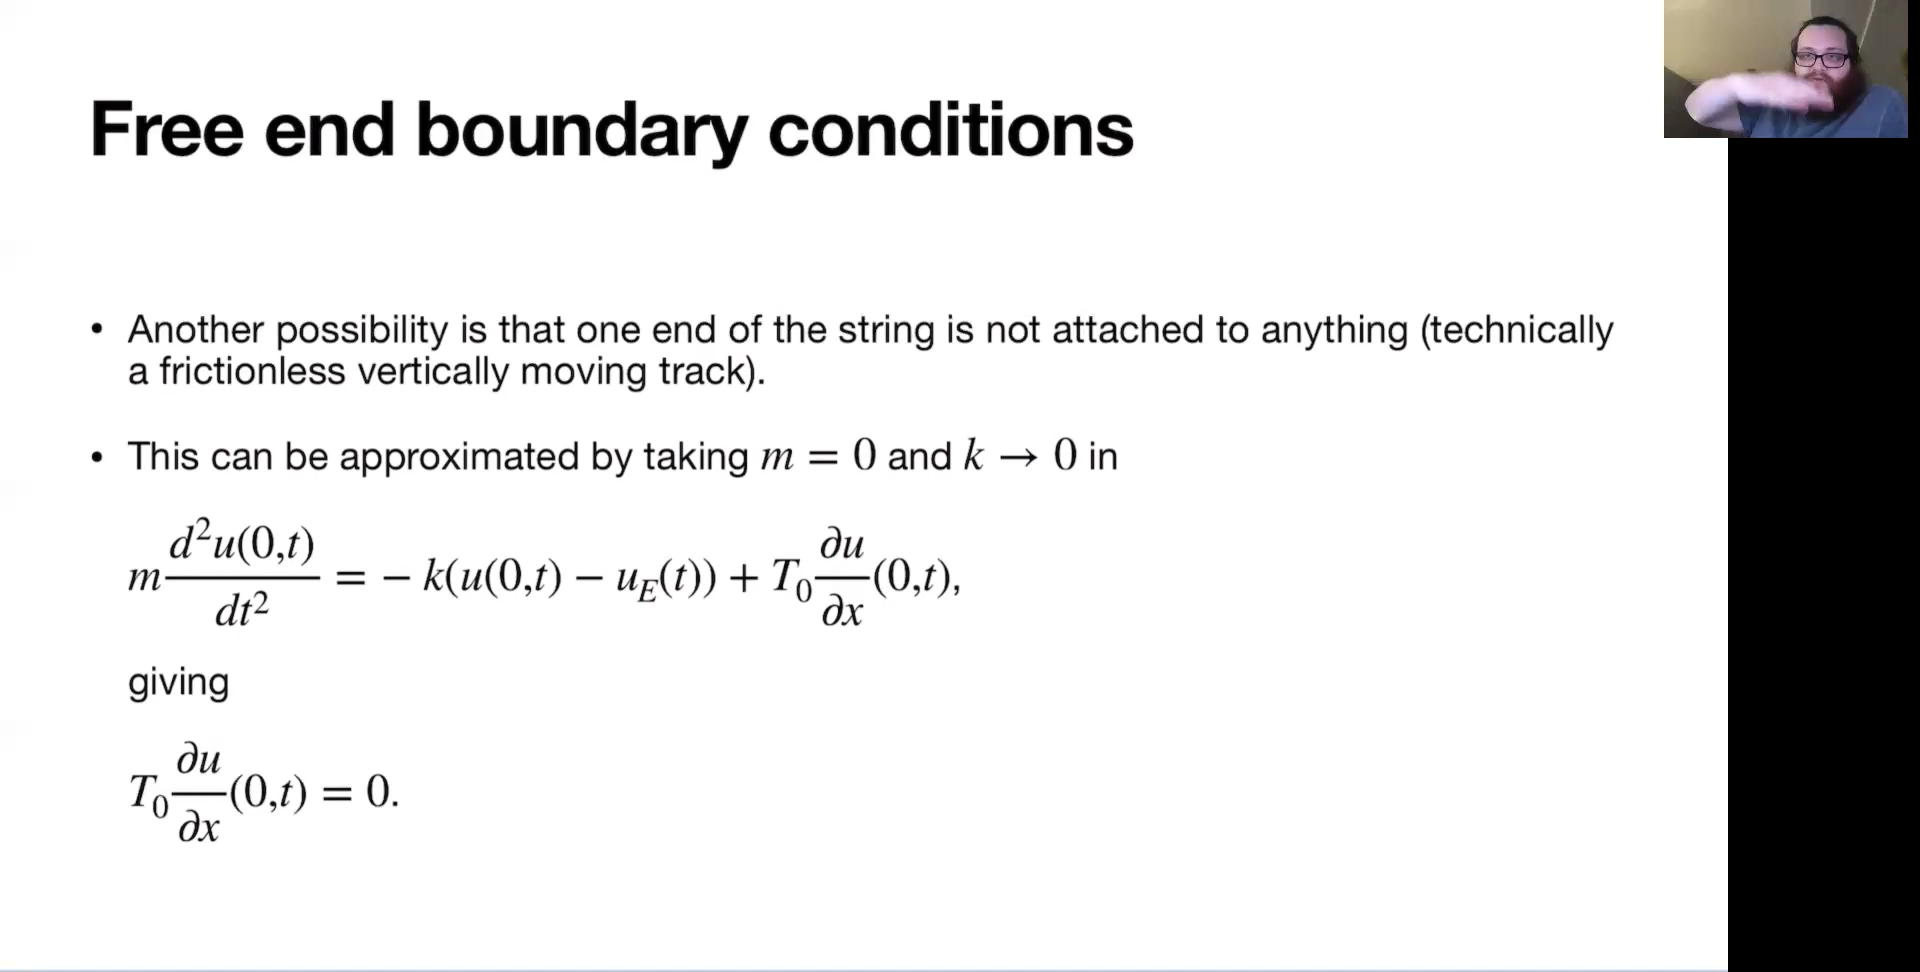 Free end boundary conditions
• Another possibility is that one end of the string is not attached to anything (technically
a frictionless vertically moving track).
• This can be approximated by taking m = 0 and k → 0 in
m d²u(0,t)/dt² = − k(u(0,t) − u_E(t)) + T₀ ∂u/∂x (0,t),
giving
T₀ ∂u/∂x (0,t) = 0.